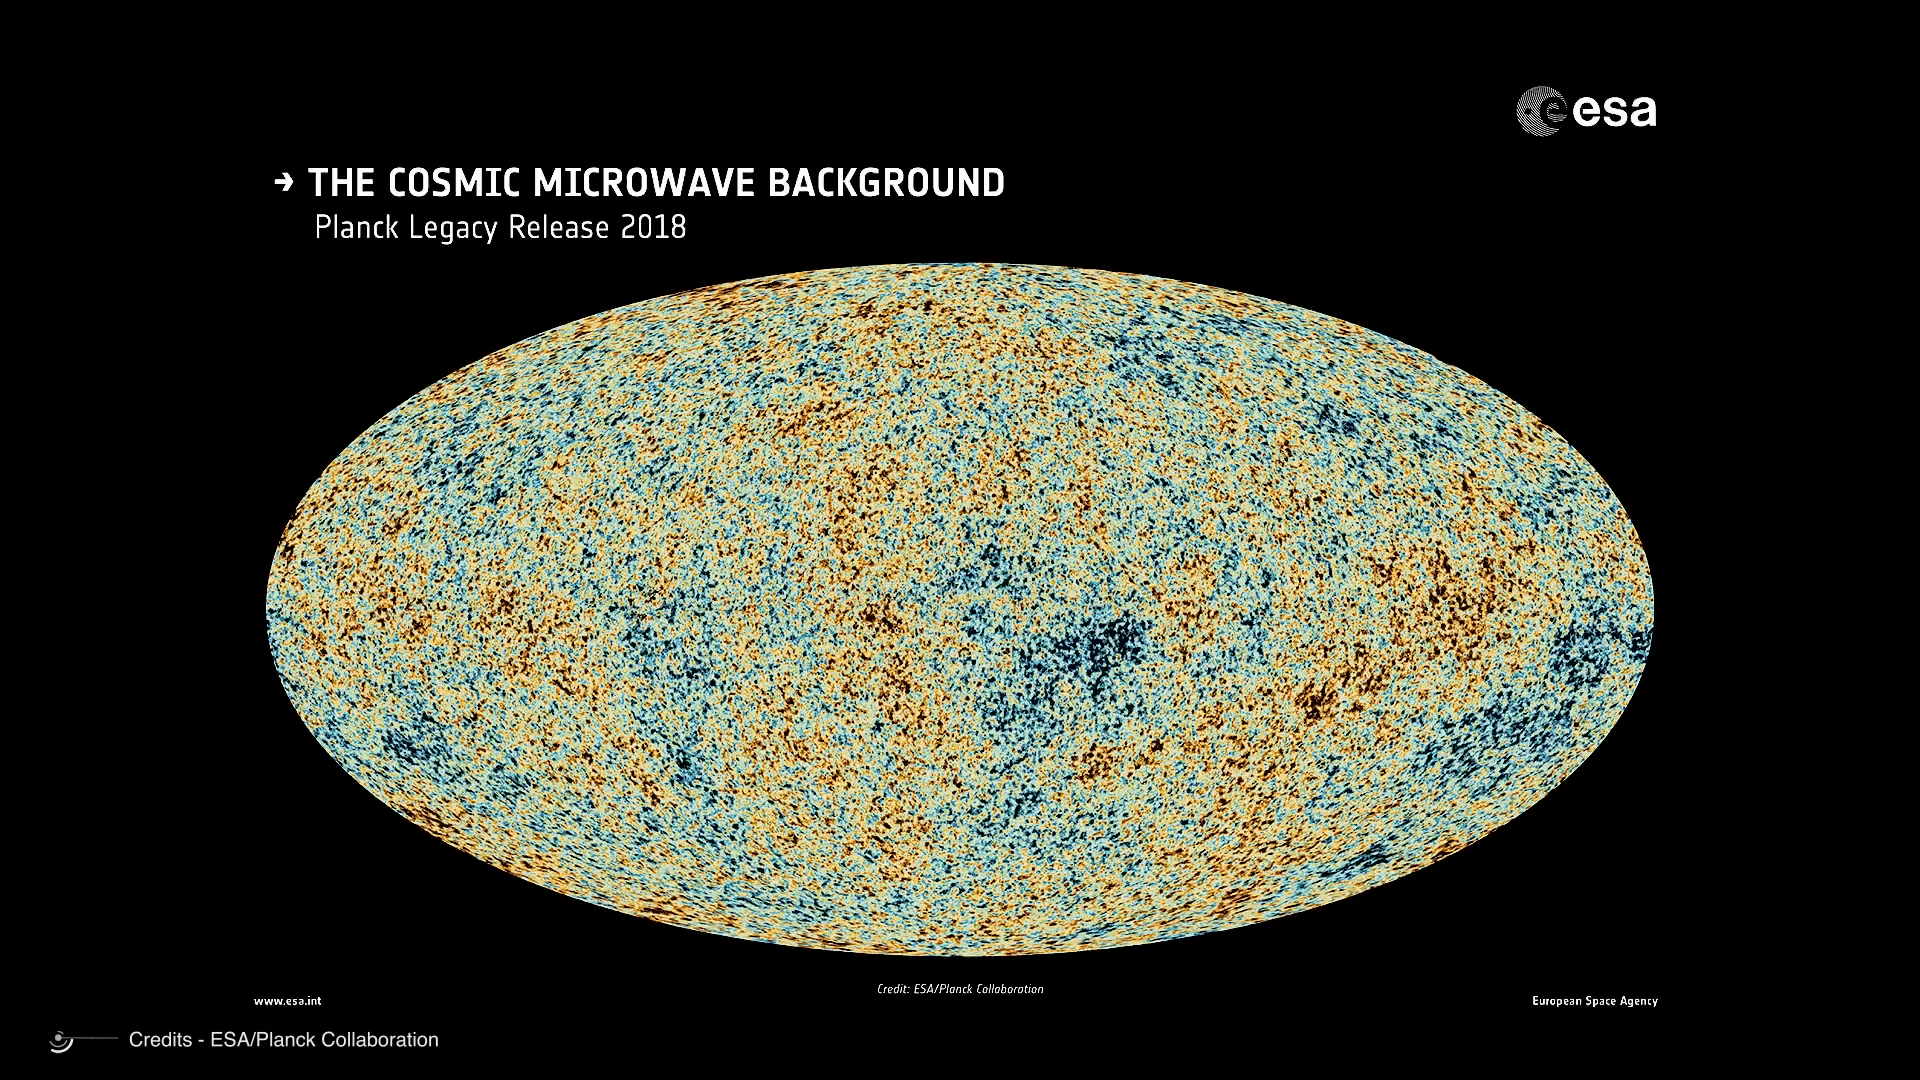 esa
→ THE COSMIC MICROWAVE BACKGROUND
Planck Legacy Release 2018
Credit: ESA/Planck Collaboration
www.esa.int
European Space Agency
Credits - ESA/Planck Collaboration